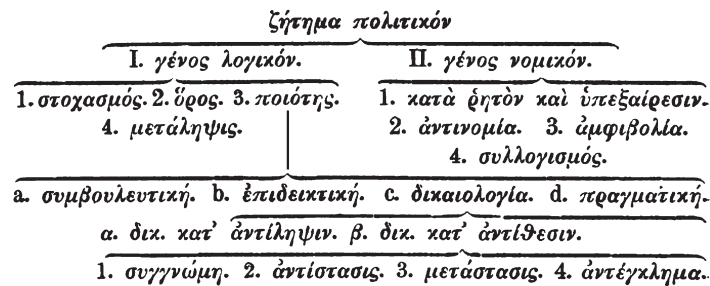 ζήτημα πολιτικόν
I. γένος λογικόν. II. γένος νομικόν.
1. στοχασμός. 2. ὅρος. 3. ποιότης. 1. κατὰ ῥητὸν καὶ ὑπεξαίρεσιν.
4. μετάληψις. 2. ἀντινομία. 3. ἀμφιβολία.
4. συλλογισμός.
a. συμβουλευτική. b. ἐπιδεικτική. c. δικαιολογία. d. πραγματική.
α. δικ. κατ’ ἀντίληψιν. β. δικ. κατ’ ἀντίθεσιν.
1. συγγνώμη. 2. ἀντίστασις. 3. μετάστασις. 4. ἀντέγκλημα.